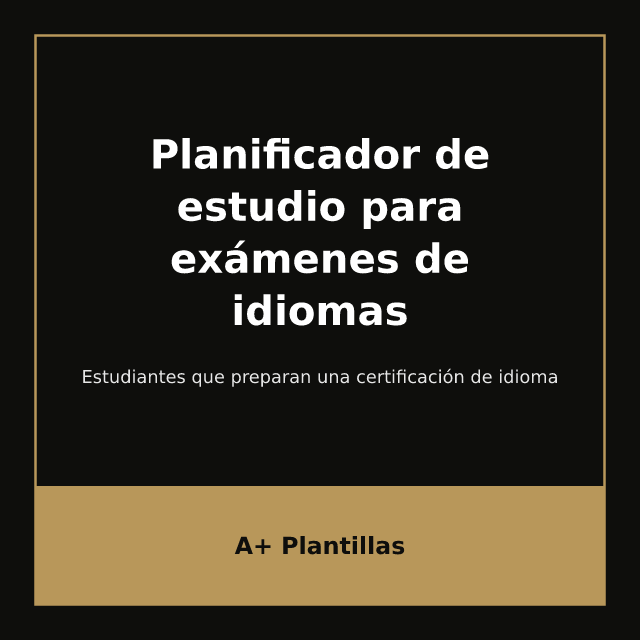 Planificador de
estudio para
exámenes de
idiomas
Estudiantes que preparan una certificación de idioma
A+ Plantillas